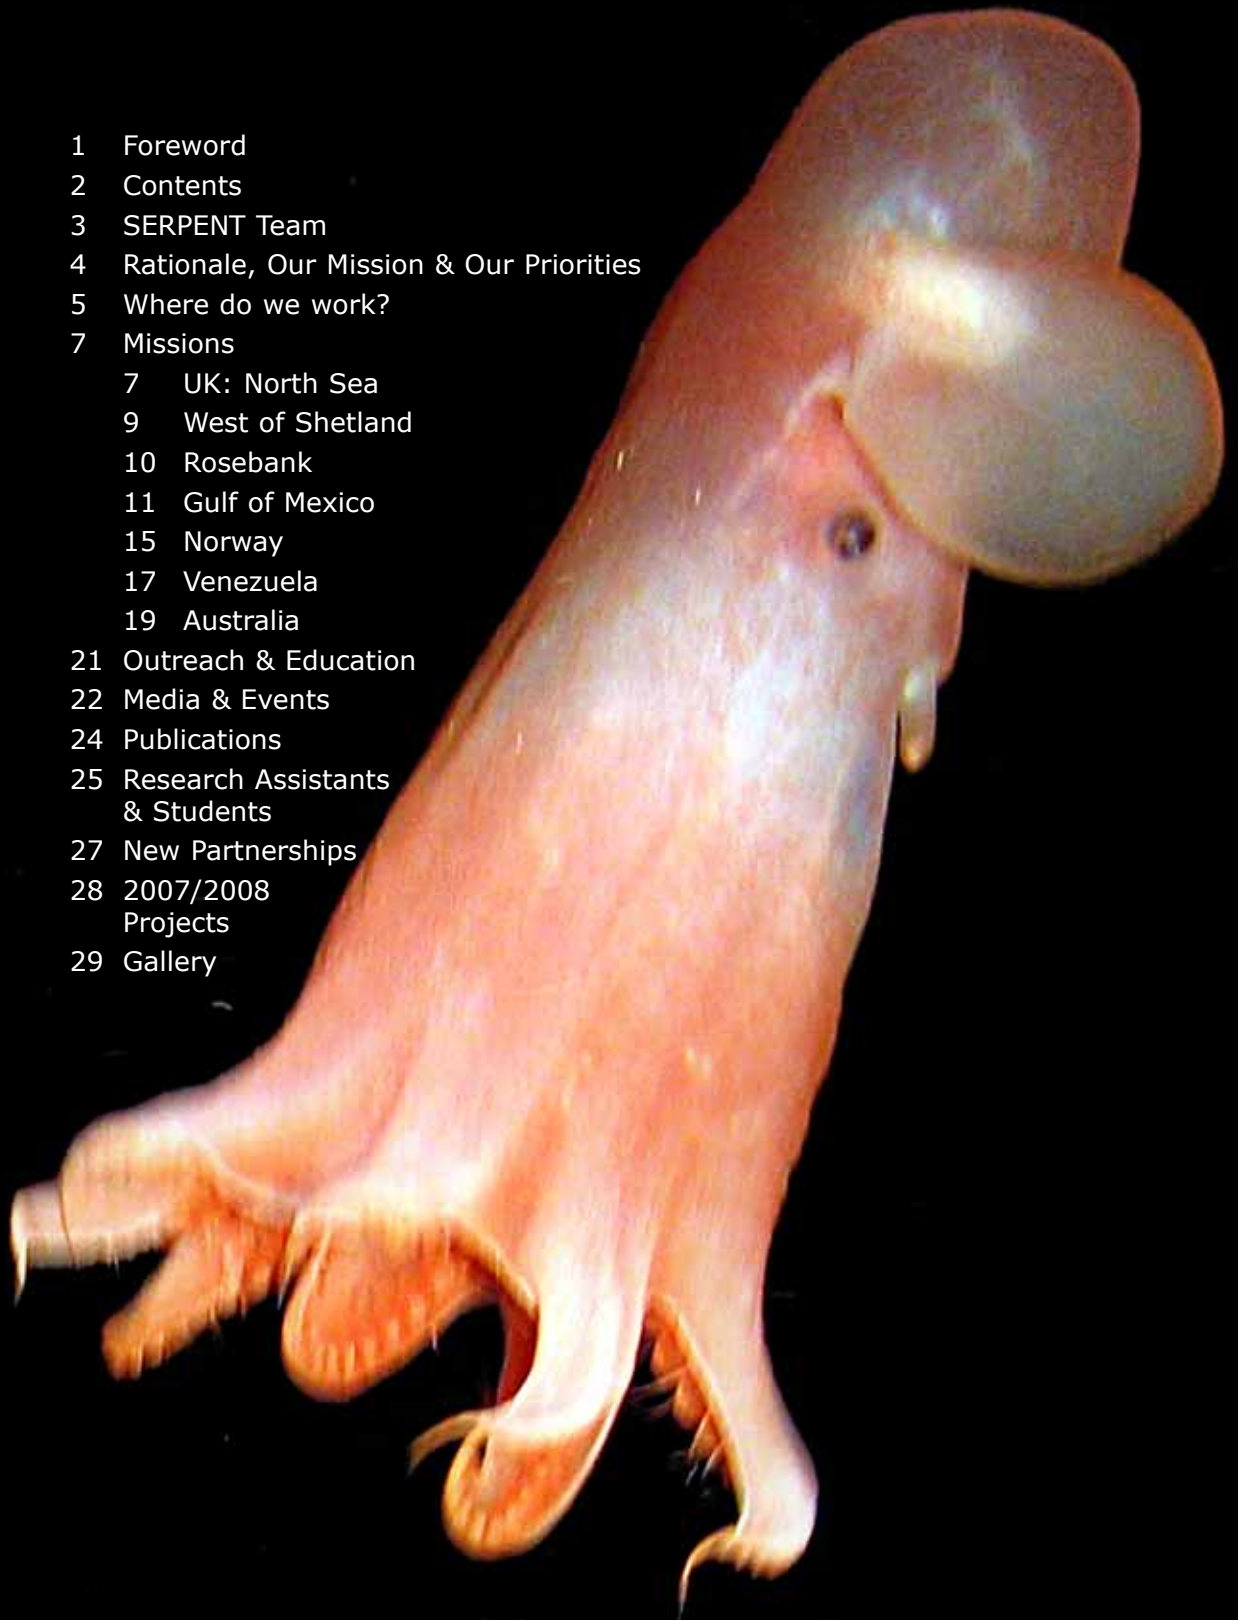 1 Foreword
2 Contents
3 SERPENT Team
4 Rationale, Our Mission & Our Priorities
5 Where do we work?
7 Missions
7 UK: North Sea
9 West of Shetland
10 Rosebank
11 Gulf of Mexico
15 Norway
17 Venezuela
19 Australia
21 Outreach & Education
22 Media & Events
24 Publications
25 Research Assistants
& Students
27 New Partnerships
28 2007/2008
Projects
29 Gallery